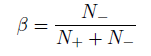 β = N₋ / (N₊ + N₋)